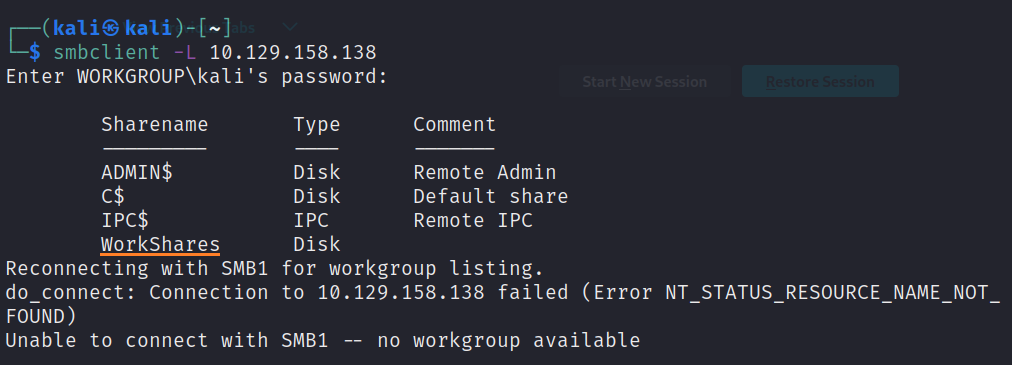 (kali㉿kali)-[~]
$ smbclient -L 10.129.158.138
Enter WORKGROUP\kali's password:
Start New Session Restore Session
Sharename Type Comment
--------- ---- -------
ADMIN$ Disk Remote Admin
C$ Disk Default share
IPC$ IPC Remote IPC
WorkShares Disk
Reconnecting with SMB1 for workgroup listing.
do_connect: Connection to 10.129.158.138 failed (Error NT_STATUS_RESOURCE_NAME_NOT_
FOUND)
Unable to connect with SMB1 -- no workgroup available